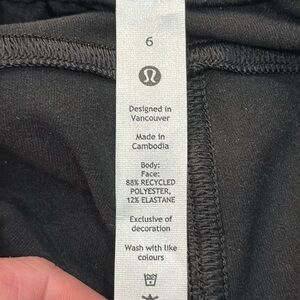 6
Designed in
Vancouver
Made in
Cambodia
Body:
Face:
88% RECYCLED
POLYESTER,
12% ELASTANE
Exclusive of
decoration
Wash with like
colours